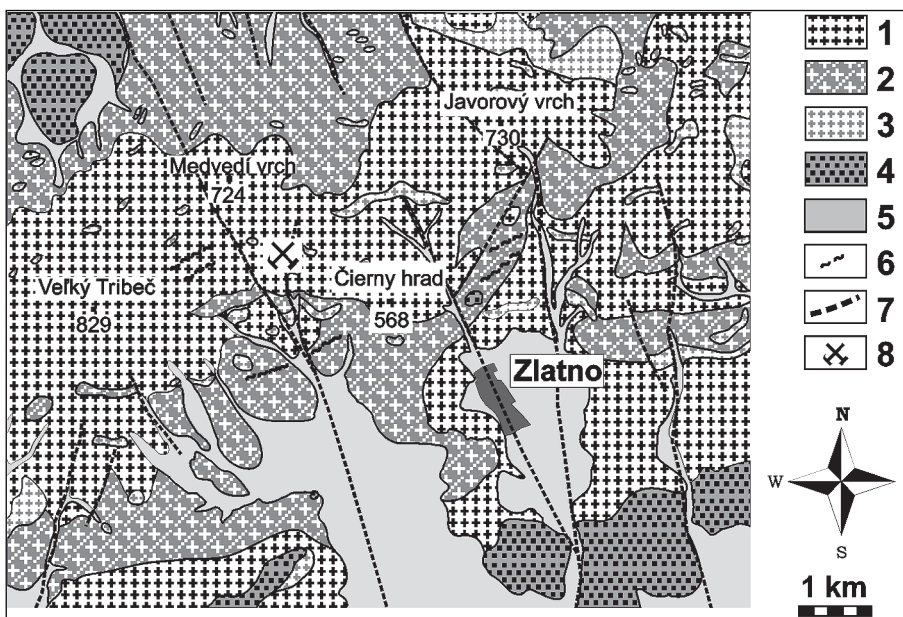 Javorový vrch
730
Medvedí vrch
724
Čierny hrad
568
Veľký Tribeč
829
Zlatno
1
2
3
4
5
6
7
8
N
W
E
S
1 km